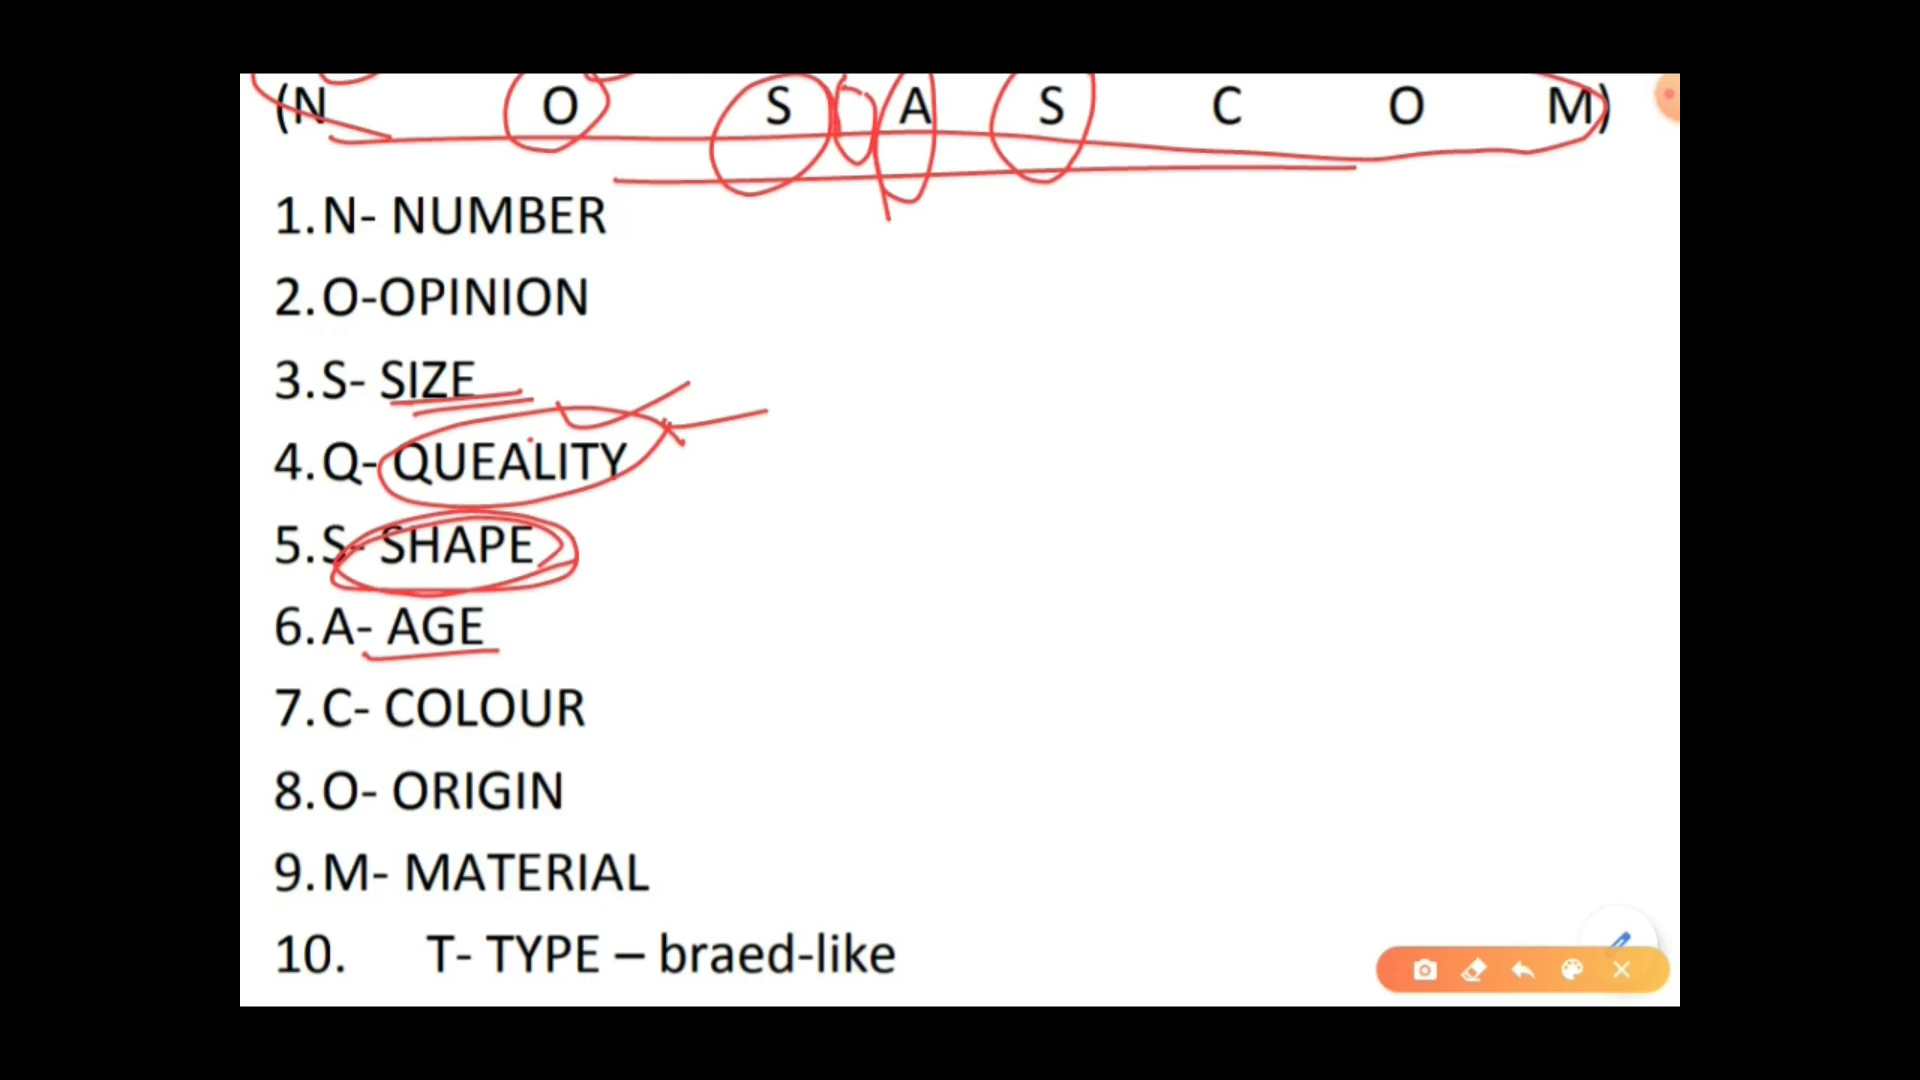 (N O S A S C O M)
1. N- NUMBER
2. O-OPINION
3. S- SIZE
4. Q- QUEALITY
5. S- SHAPE
6. A- AGE
7. C- COLOUR
8. O- ORIGIN
9. M- MATERIAL
10. T- TYPE – braed-like